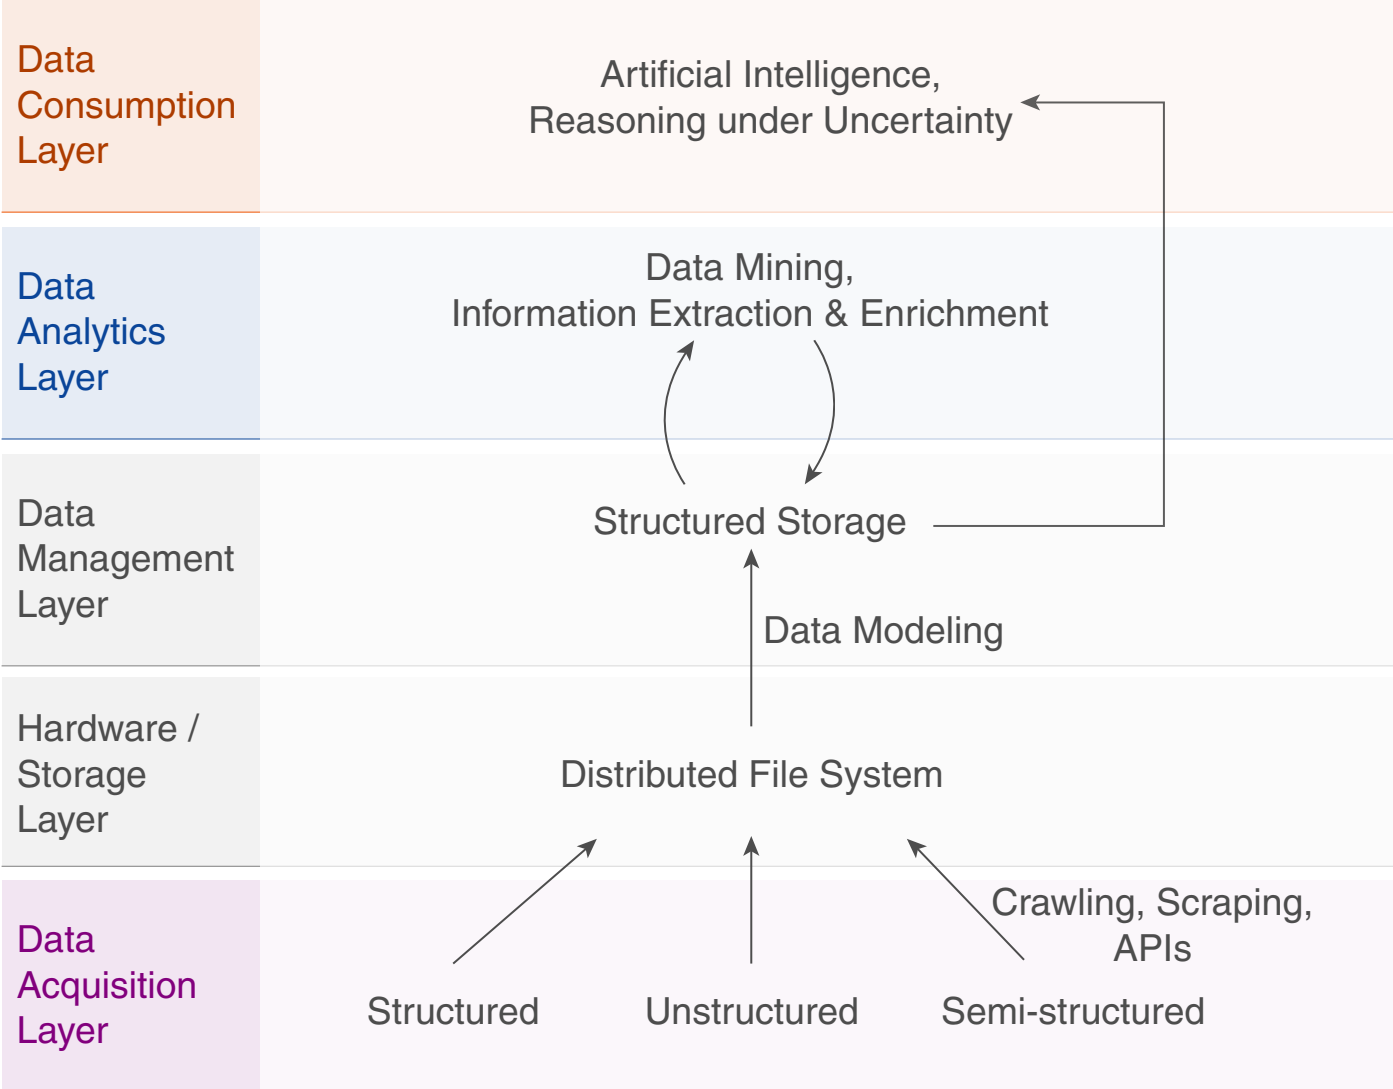 Data
Consumption
Layer
Artificial Intelligence,
Reasoning under Uncertainty
Data
Analytics
Layer
Data Mining,
Information Extraction & Enrichment
Data
Management
Layer
Structured Storage
Data Modeling
Hardware /
Storage
Layer
Distributed File System
Data
Acquisition
Layer
Crawling, Scraping,
APIs
Structured
Unstructured
Semi-structured